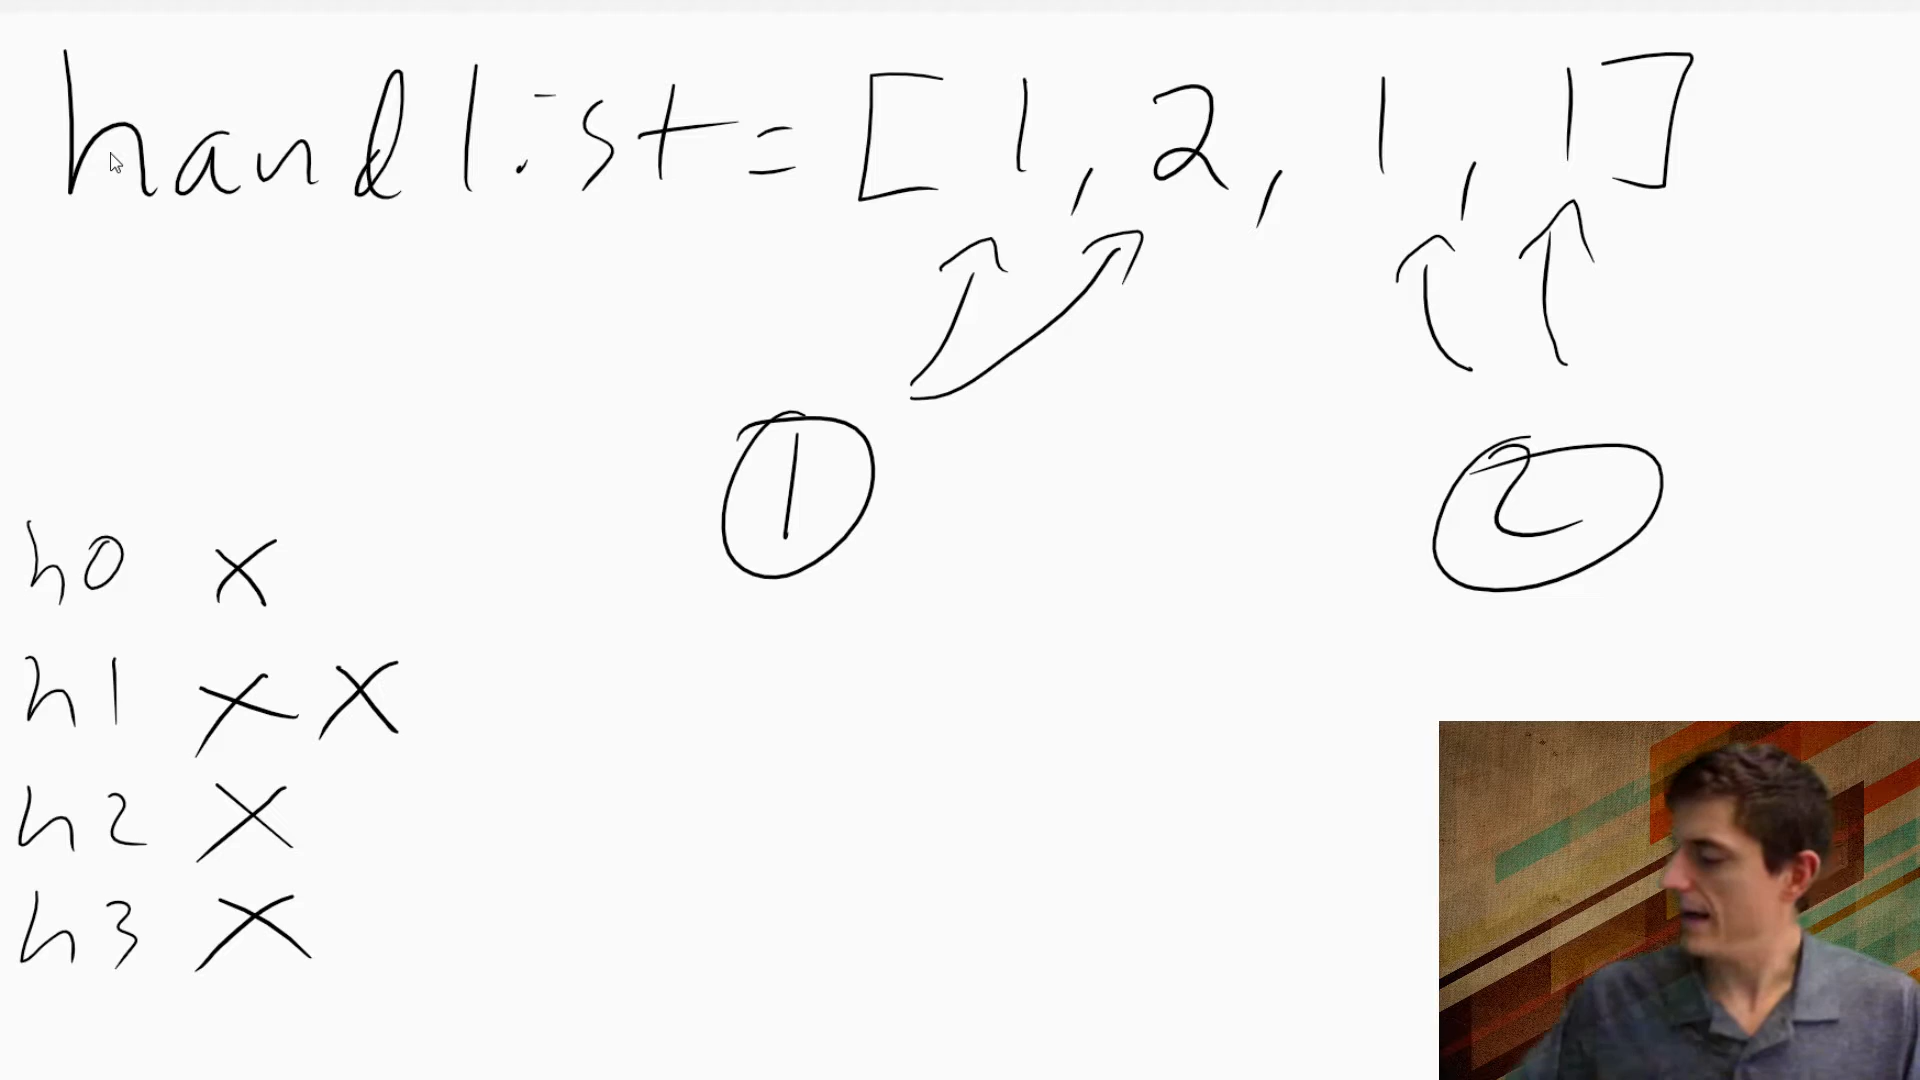 handlist = [1, 2, 1, 1]
1 2
h0 x
h1 x x
h2 x
h3 x